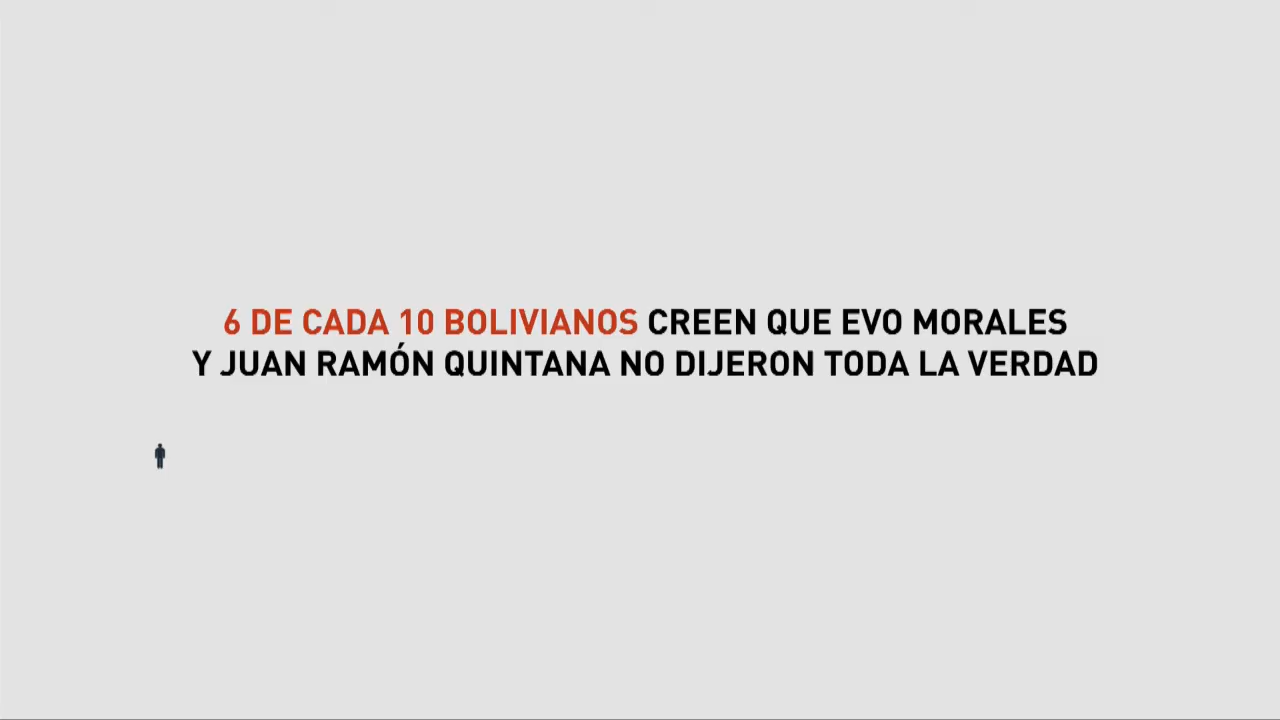 6 DE CADA 10 BOLIVIANOS CREEN QUE EVO MORALES
Y JUAN RAMÓN QUINTANA NO DIJERON TODA LA VERDAD